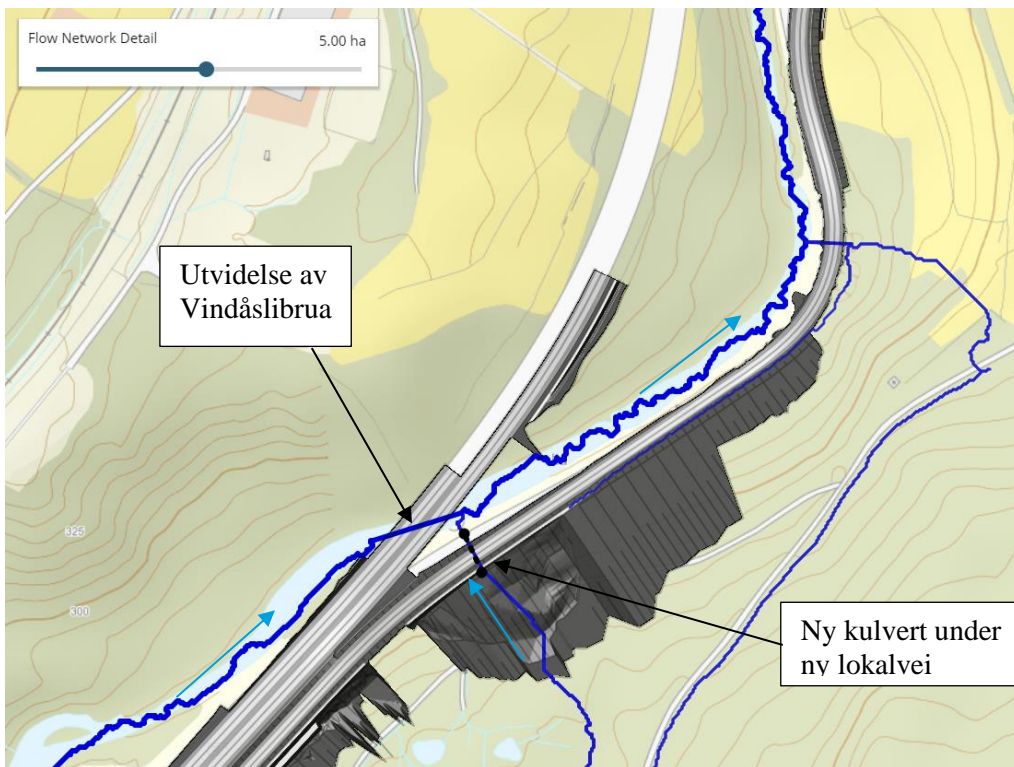 Flow Network Detail 5.00 ha
Utvidelse av
Vindåslibrua
325
300
Ny kulvert under
ny lokalvei